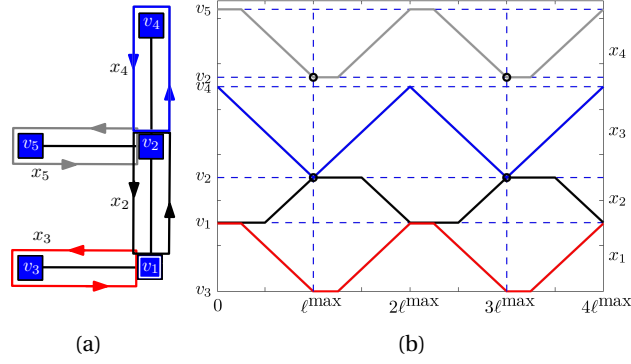 v₄
x₄
v₅
v₂
x₅
x₂
x₃
v₃
v₁
(a)
v₅
x₄
v₂
v₄
x₃
v₂
v₁
x₁
v₃
0 ℓᵐᵃˣ 2ℓᵐᵃˣ 3ℓᵐᵃˣ 4ℓᵐᵃˣ
(b)